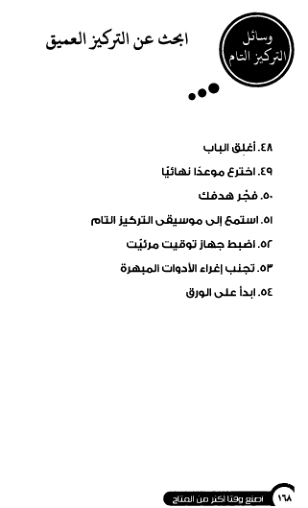 وسائل
التركيز التام
ابحث عن التركيز العميق
٤٨. أغلِق الباب
٤٩. اخترع موعدًا نهائيًا
٥٠. فجّر هدفك
٥١. استمع إلى موسيقى التركيز التام
٥٢. اضبط جهاز توقيت مرئيّت
٥٣. تجنب إغراء الأدوات المبهرة
٥٤. ابدأ على الورق
١٦٨ اصنع وقتا أكثر من المتاح